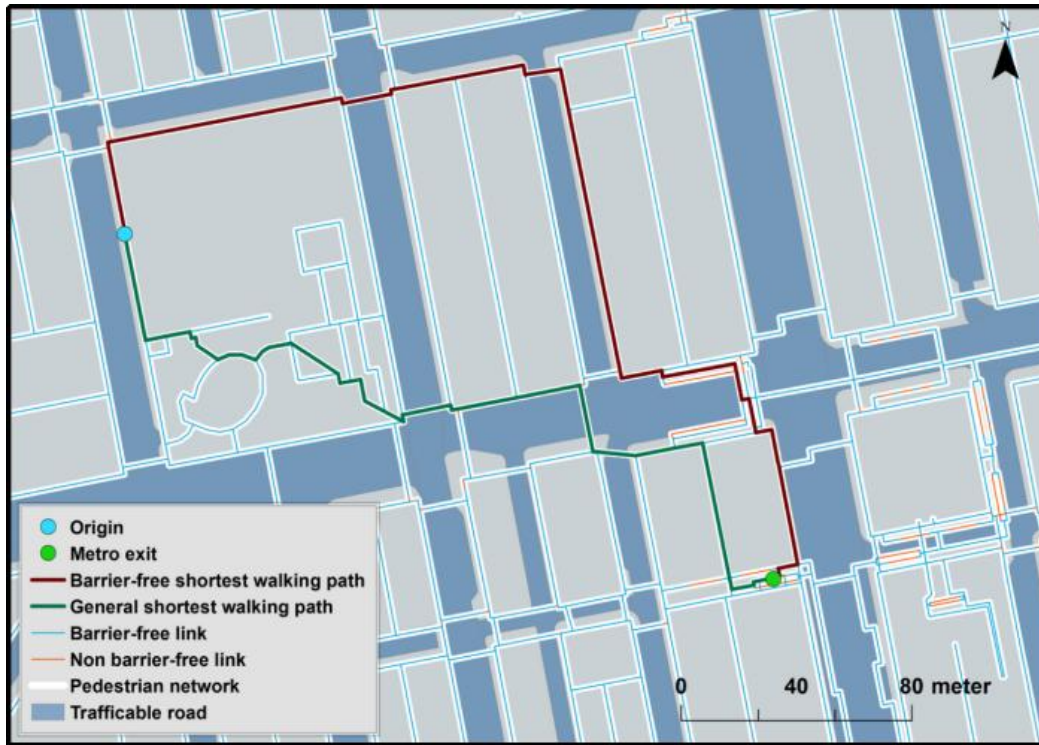 N
Origin
Metro exit
Barrier-free shortest walking path
General shortest walking path
Barrier-free link
Non barrier-free link
Pedestrian network
Trafficable road
0 40 80 meter